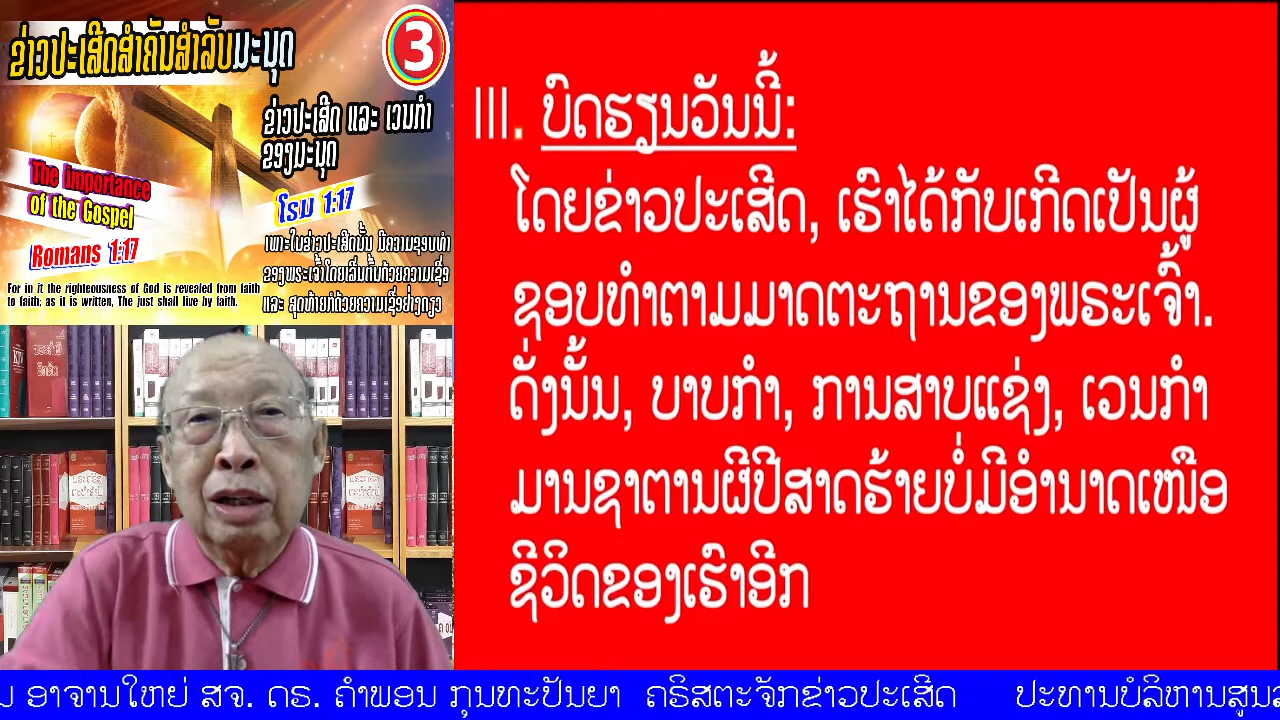 ຂ່າວປະເສີດສຳຄັນສຳລັບມະນຸດ
3
ຂ່າວປະເສີດ ແລະ ເວນກຳ
ຂອງມະນຸດ
The importance
of the Gospel
Romans 1:17
ໂຣມ 1:17
For in it the righteousness of God is revealed from faith
to faith; as it is written, The just shall live by faith.
ເພາະໃນຂ່າວປະເສີດນັ້ນ ມີຄວາມຊອບທຳ
ຂອງພຣະເຈົ້າໂດຍເລີ່ມຕົ້ນດ້ວຍຄວາມເຊື່ອ
ແລະ ສຸດທ້າຍກໍດ້ວຍຄວາມເຊື່ອຢ່າງດຽວ
III. ບົດຮຽນວັນນີ້:
ໂດຍຂ່າວປະເສີດ, ເຮົາໄດ້ກັບເກີດເປັນຜູ້
ຊອບທຳຕາມມາດຕະຖານຂອງພຣະເຈົ້າ.
ດັ່ງນັ້ນ, ບາບກຳ, ການສາບແຊ່ງ, ເວນກຳ
ມານຊາຕານຜີປີສາດຮ້າຍບໍ່ມີອຳນາດເໜືອ
ຊີວິດຂອງເຮົາອີກ
ອາຈານໃຫຍ່ ສຈ. ດຣ. ຄຳພອນ ກຸນທະປັນຍາ ຄຣິສຕະຈັກຂ່າວປະເສີດ ປະທານບໍລິຫານສູນ